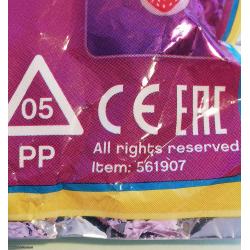 05
PP
CE EAC
All rights reserved.
Item: 561907